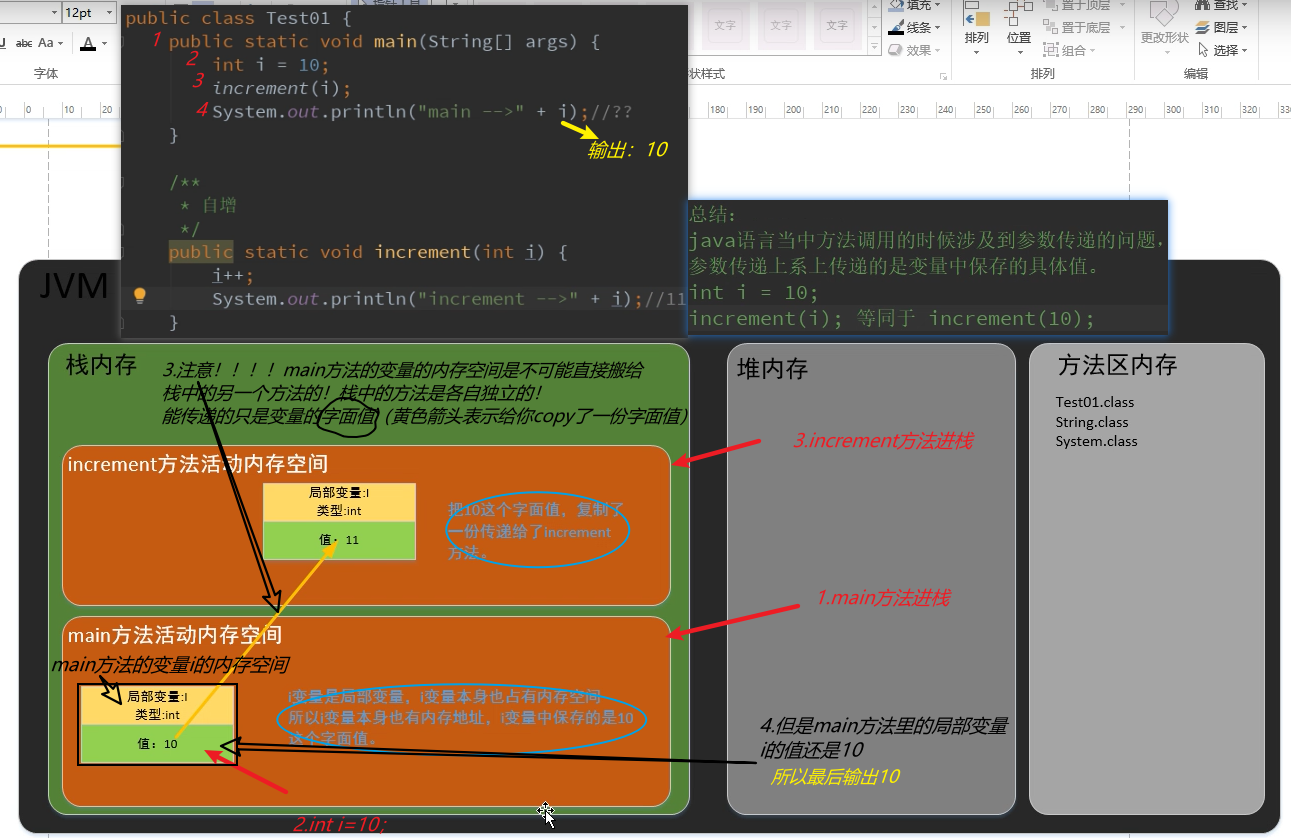 12pt
abc Aa A
字体
填充
线条
效果
文字 文字 文字
状样式
排列 位置
置于顶层
置于底层
组合
排列
更改形状
查找
图层
选择
编辑
0 10 20
180 190 200 210 220 230 240 250 260 270 280 290 300 310 320
public class Test01 {
1 public static void main(String[] args) {
2 int i = 10;
3 increment(i);
4 System.out.println("main -->" + i);//??
}
输出：10
/**
* 自增
*/
public static void increment(int i) {
i++;
System.out.println("increment -->" + i);//11
}
总结：
java语言当中方法调用的时候涉及到参数传递的问题，
参数传递上系上传递的是变量中保存的具体值。
int i = 10;
increment(i); 等同于 increment(10);
JVM
栈内存
3.注意！！！！main方法的变量的内存空间是不可能直接搬给
栈中的另一个方法的！栈中的方法是各自独立的！
能传递的只是变量的字面值（黄色箭头表示给你copy了一份字面值）
increment方法活动内存空间
局部变量:I
类型:int
值：11
把10这个字面值，复制了
一份传递给了increment
方法。
main方法活动内存空间
main方法的变量i的内存空间
局部变量:I
类型:int
值：10
i变量是局部变量，i变量本身也占有内存空间
所以i变量本身也有内存地址，i变量中保存的是10
这个字面值。
2.int i=10;
堆内存
3.increment方法进栈
1.main方法进栈
4.但是main方法里的局部变量
i的值还是10
所以最后输出10
方法区内存
Test01.class
String.class
System.class